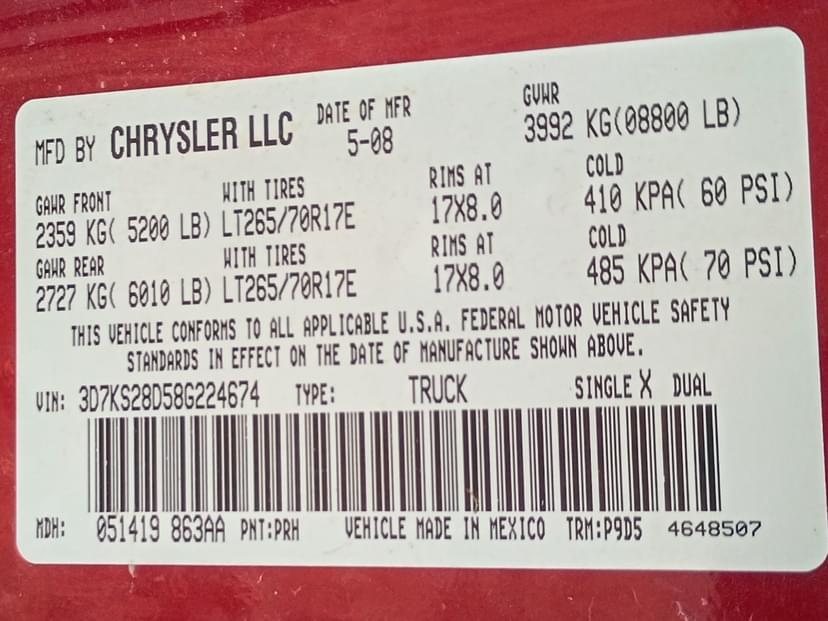 MFD BY CHRYSLER LLC DATE OF MFR 5-08 GVWR 3992 KG(08800 LB)
GAWR FRONT WITH TIRES RIMS AT COLD
2359 KG( 5200 LB) LT265/70R17E 17X8.0 410 KPA( 60 PSI)
GAWR REAR WITH TIRES RIMS AT COLD
2727 KG( 6010 LB) LT265/70R17E 17X8.0 485 KPA( 70 PSI)
THIS VEHICLE CONFORMS TO ALL APPLICABLE U.S.A. FEDERAL MOTOR VEHICLE SAFETY
STANDARDS IN EFFECT ON THE DATE OF MANUFACTURE SHOWN ABOVE.
VIN: 3D7KS28D58G224674 TYPE: TRUCK SINGLE X DUAL
MDH: 051419 863AA PNT:PRH VEHICLE MADE IN MEXICO TRM:P9D5 4648507